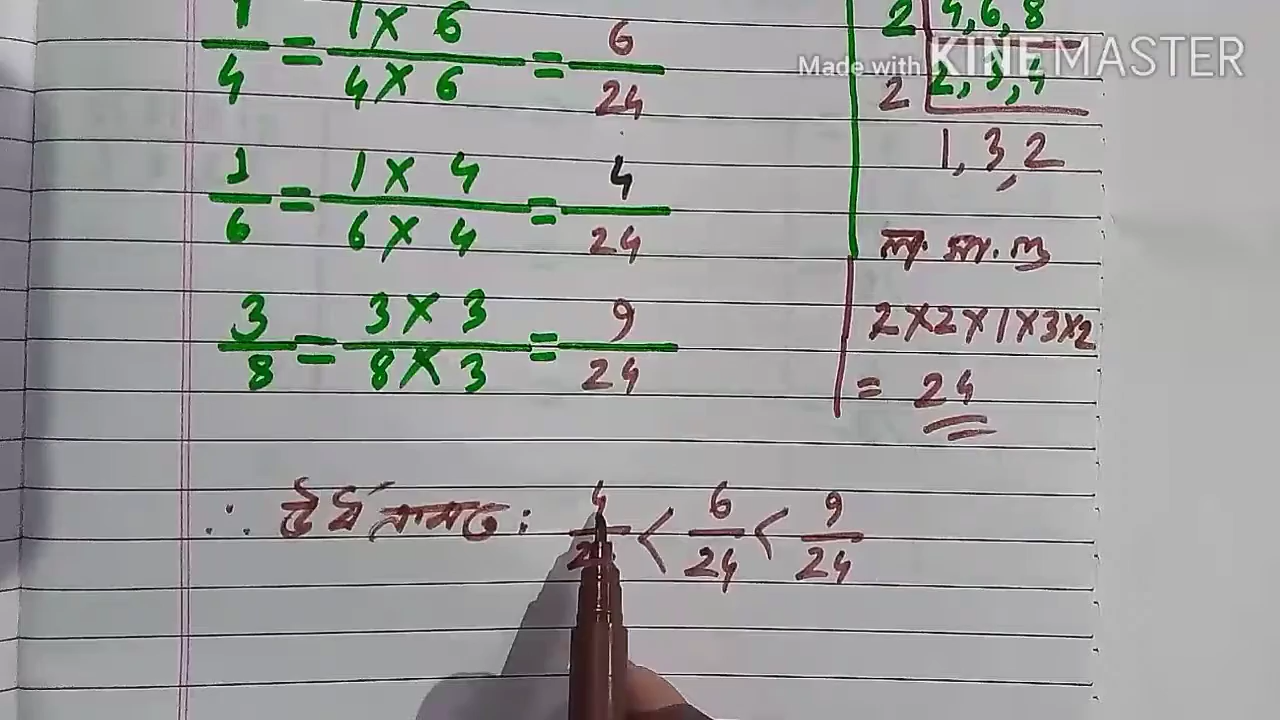 1/4 = 1 × 6 / 4 × 6 = 6/24
1/6 = 1 × 4 / 6 × 4 = 4/24
3/8 = 3 × 3 / 8 × 3 = 9/24
2 | 4, 6, 8
2 | 2, 3, 4
1, 3, 2
ল. সা. গু
2×2×1×3×2
= 24
∴ 4/24 < 6/24 < 9/24
Made with KINEMASTER